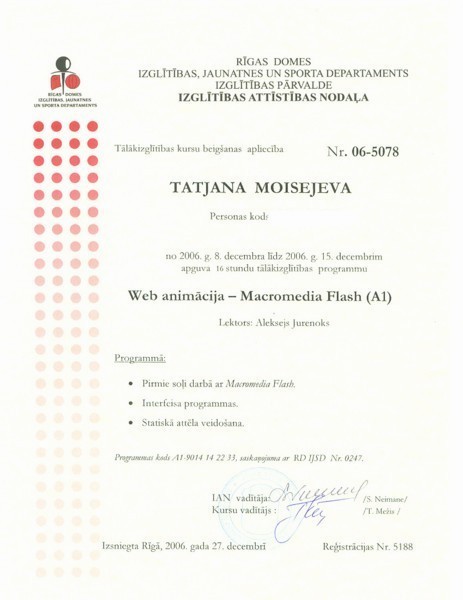 RĪGAS DOMES
IZGLĪTĪBAS, JAUNATNES UN SPORTA DEPARTAMENTS
IZGLĪTĪBAS PĀRVALDE
IZGLĪTĪBAS ATTĪSTĪBAS NODAĻA
RĪGAS DOMES
IZGLĪTĪBAS, JAUNATNES
UN SPORTA DEPARTAMENTS
Tālākizglītības kursu beigšanas apliecība
Nr. 06-5078
TATJANA MOISEJEVA
Personas kods:
no 2006. g. 8. decembra līdz 2006. g. 15. decembrim
apguva 16 stundu tālākizglītības programmu
Web animācija – Macromedia Flash (A1)
Lektors: Aleksejs Jurenoks
Programmā:
• Pirmie soļi darbā ar Macromedia Flash.
• Interfeisa programmas.
• Statiskā attēla veidošana.
Programmas kods A1-9014 14 22 33, saskaņojuma ar RD IJSD Nr. 0247.
IAN vadītāja: /S. Neimane/
Kursu vadītājs : /T. Mežis /
Izsniegta Rīgā, 2006. gada 27. decembrī
Reģistrācijas Nr. 5188